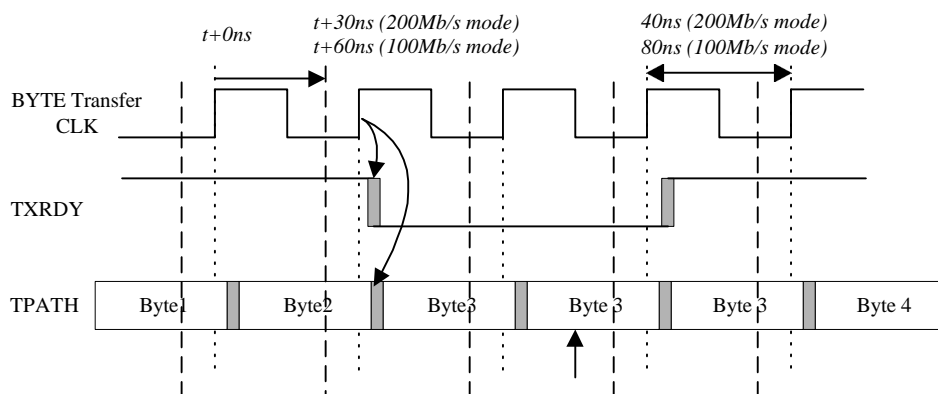 t+0ns
t+30ns (200Mb/s mode)
t+60ns (100Mb/s mode)
40ns (200Mb/s mode)
80ns (100Mb/s mode)
BYTE Transfer
CLK
TXRDY
TPATH
Byte1
Byte2
Byte3
Byte 3
Byte 3
Byte 4